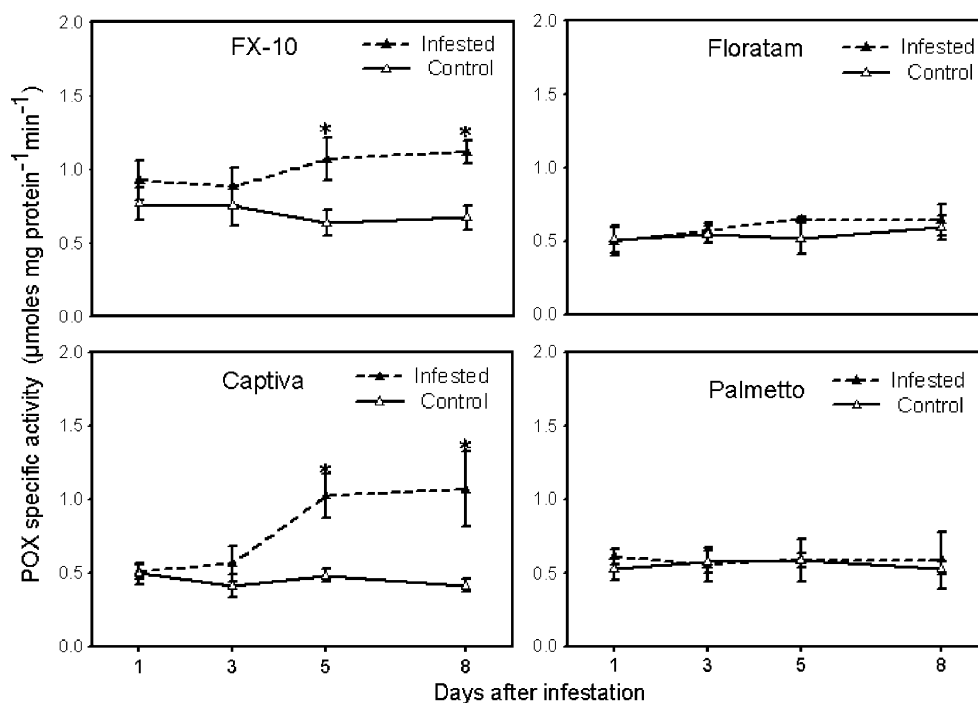 POX specific activity (µmoles mg protein⁻¹min⁻¹)
FX-10
Infested
Control
2.0
1.5
1.0
0.5
0.0
*
*
Floratam
Infested
Control
2.0
1.5
1.0
0.5
0.0
Captiva
Infested
Control
2.0
1.5
1.0
0.5
0.0
*
*
1
3
5
8
Palmetto
Infested
Control
2.0
1.5
1.0
0.5
0.0
1
3
5
8
Days after infestation